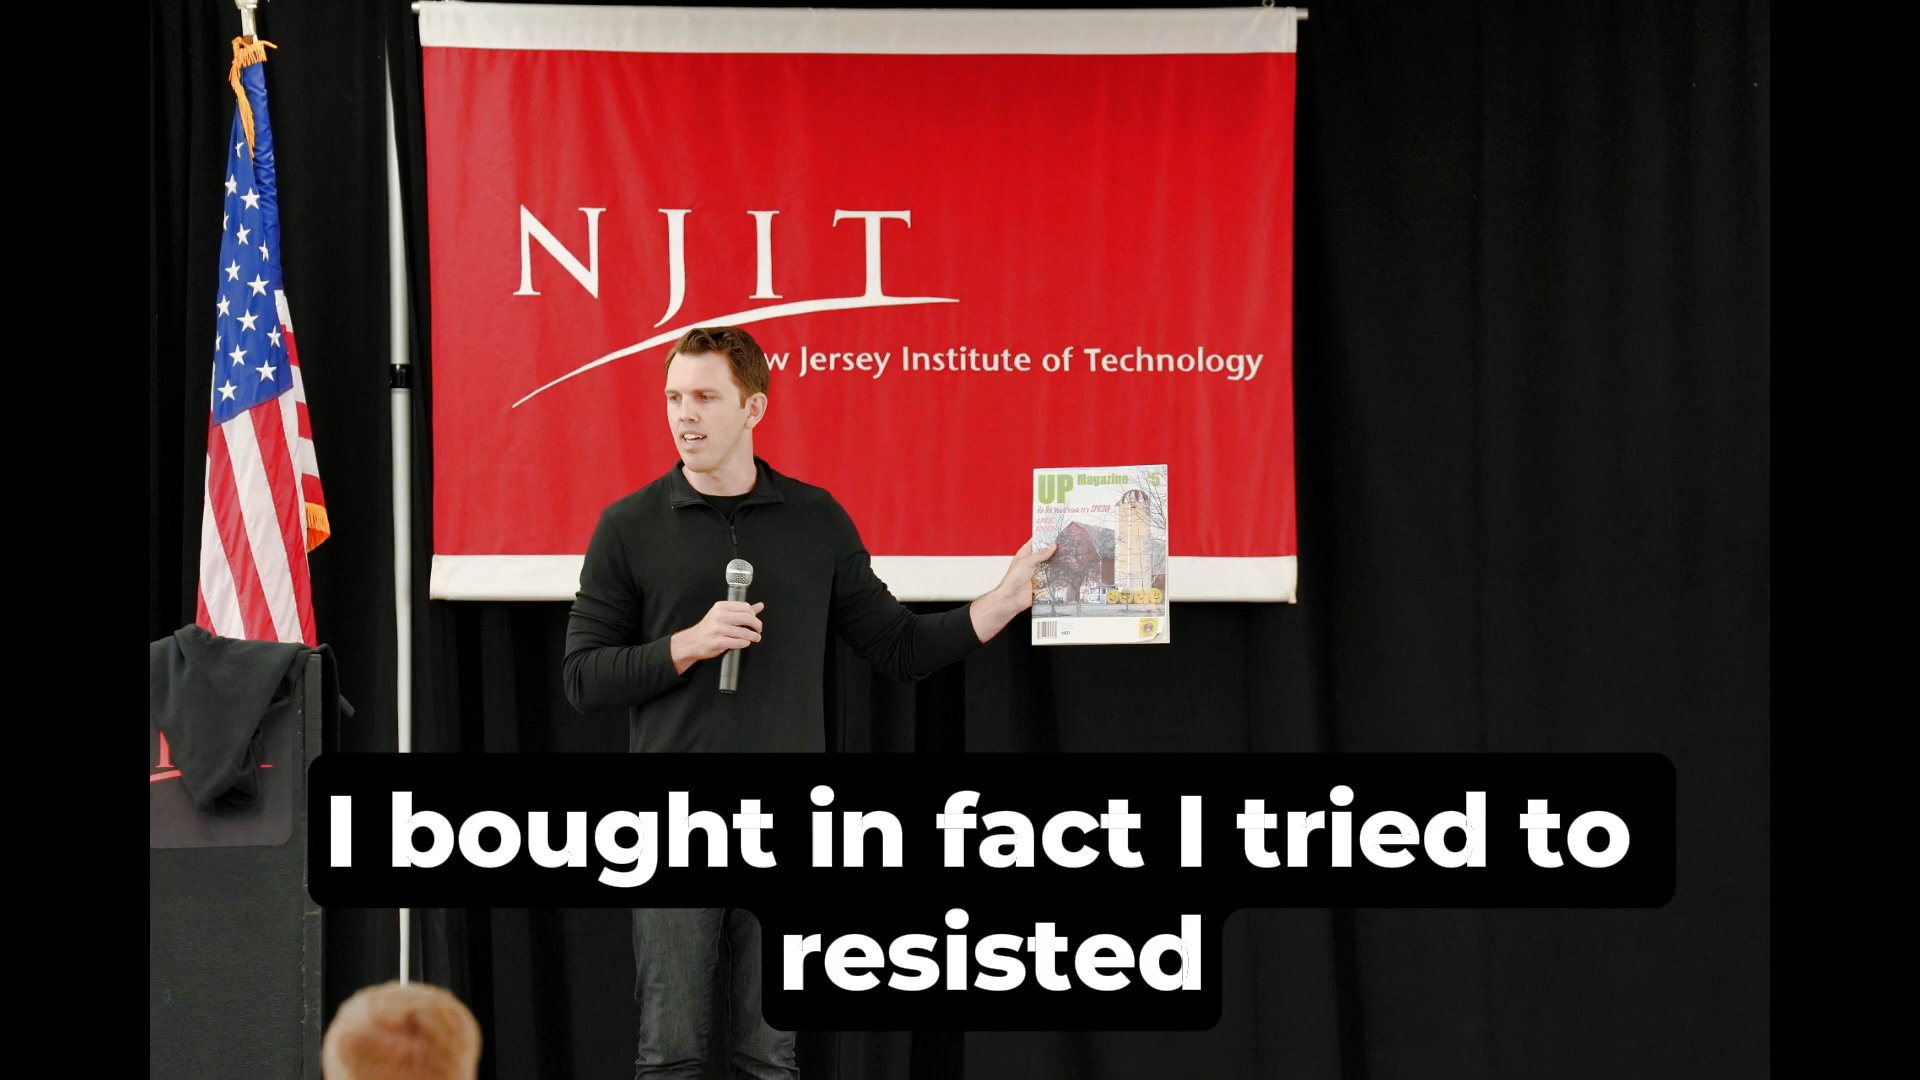 NJIT
w Jersey Institute of Technology
UP Magazine
I bought in fact I tried to
resisted